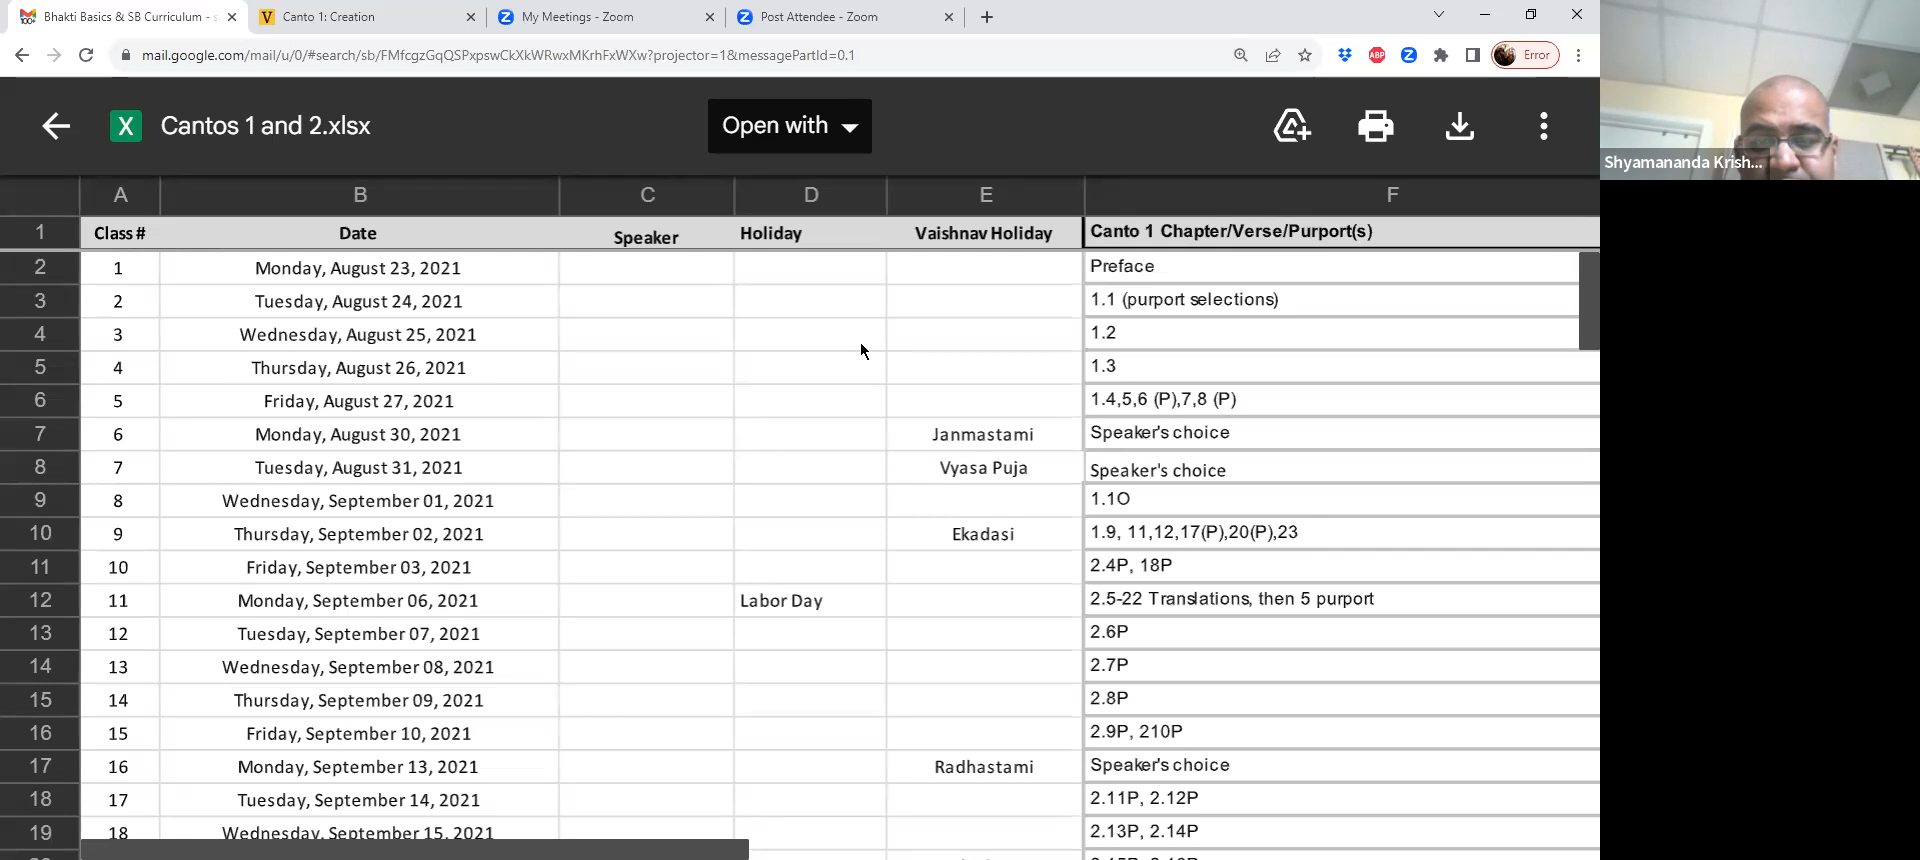 Bhakti Basics & SB Curriculum - s
Canto 1: Creation
My Meetings - Zoom
Post Attendee - Zoom
mail.google.com/mail/u/0/#search/sb/FMfcgzGqQSPxpswCkXkWRwxMKrhFxWXw?projector=1&messagePartId=0.1
ABP
Error
X
Cantos 1 and 2.xlsx
Open with
A B C D E F
1 Class # Date Speaker Holiday Vaishnav Holiday Canto 1 Chapter/Verse/Purport(s)
2 1 Monday, August 23, 2021 Preface
3 2 Tuesday, August 24, 2021 1.1 (purport selections)
4 3 Wednesday, August 25, 2021 1.2
5 4 Thursday, August 26, 2021 1.3
6 5 Friday, August 27, 2021 1.4,5,6 (P),7,8 (P)
7 6 Monday, August 30, 2021 Janmastami Speaker's choice
8 7 Tuesday, August 31, 2021 Vyasa Puja Speaker's choice
9 8 Wednesday, September 01, 2021 1.1O
10 9 Thursday, September 02, 2021 Ekadasi 1.9, 11,12,17(P),20(P),23
11 10 Friday, September 03, 2021 2.4P, 18P
12 11 Monday, September 06, 2021 Labor Day 2.5-22 Translations, then 5 purport
13 12 Tuesday, September 07, 2021 2.6P
14 13 Wednesday, September 08, 2021 2.7P
15 14 Thursday, September 09, 2021 2.8P
16 15 Friday, September 10, 2021 2.9P, 210P
17 16 Monday, September 13, 2021 Radhastami Speaker's choice
18 17 Tuesday, September 14, 2021 2.11P, 2.12P
19 18 Wednesday, September 15, 2021 2.13P, 2.14P
Shyamananda Krish...